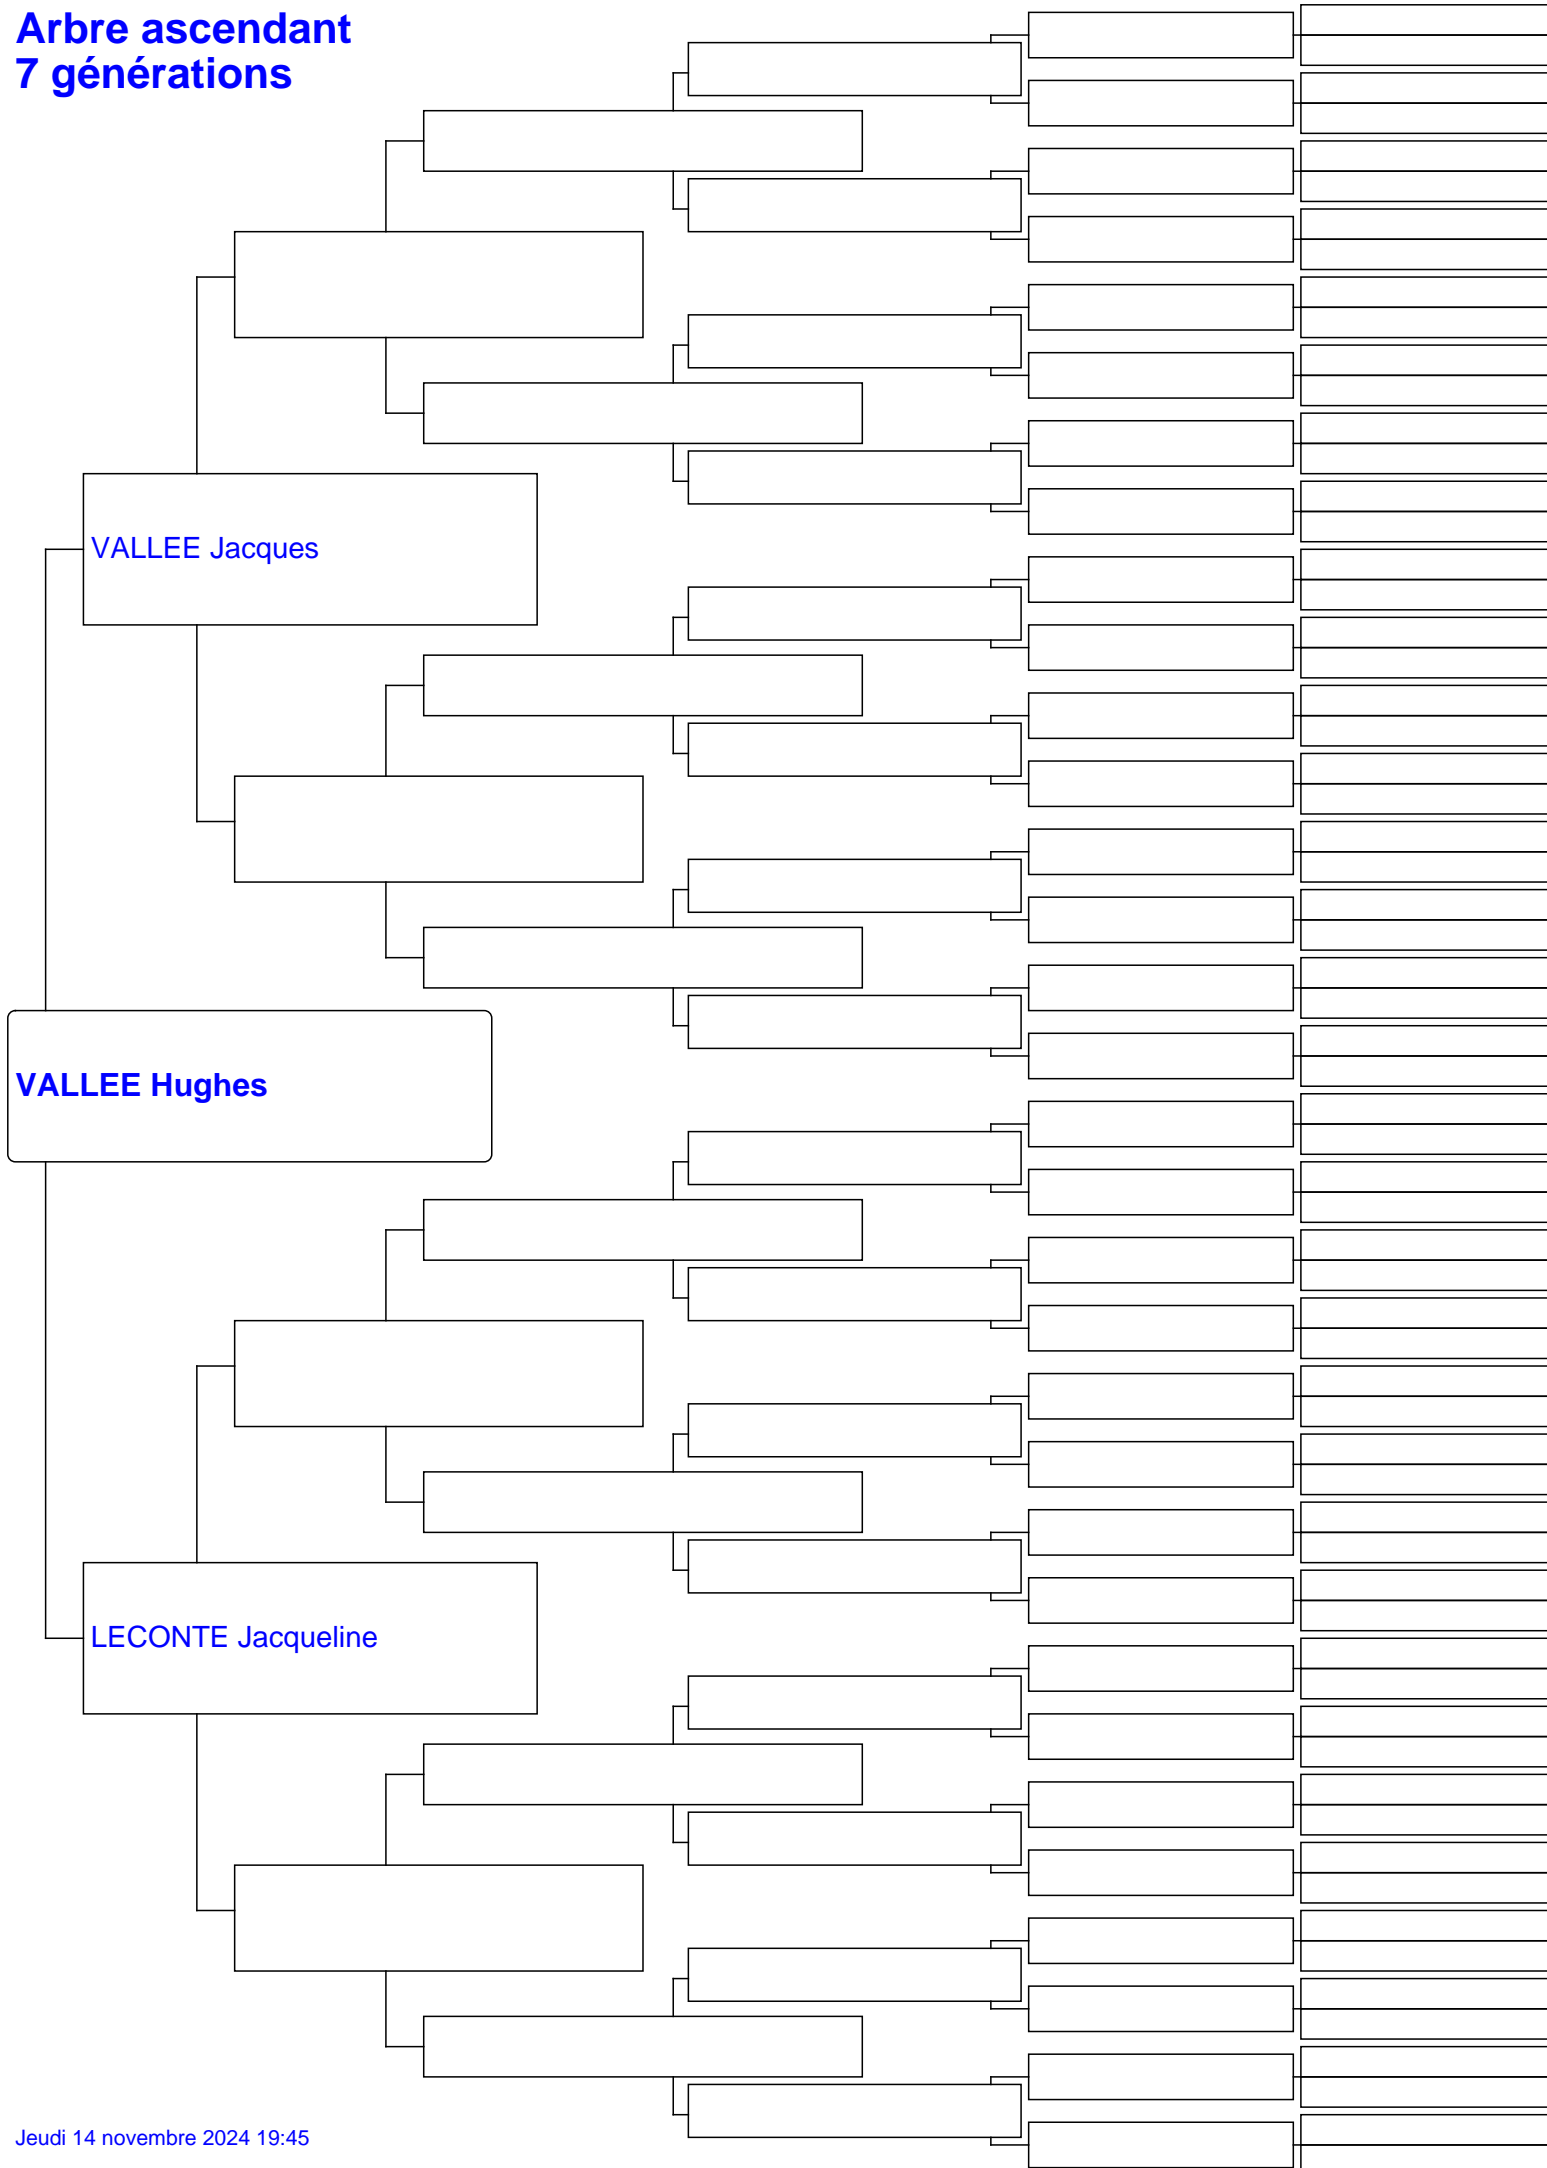 Arbre ascendant
7 générations
VALLEE Jacques
VALLEE Hughes
LECONTE Jacqueline
Jeudi 14 novembre 2024 19:45